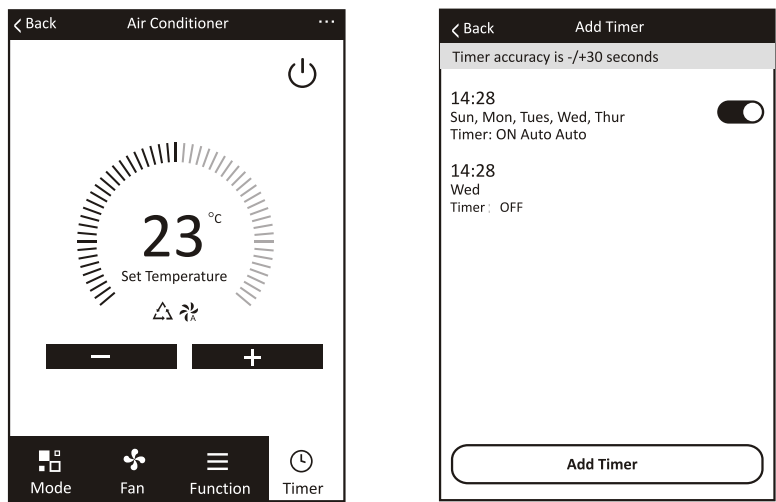 Back Air Conditioner ...
23 °C
Set Temperature
A
− +
Mode Fan Function Timer
Back Add Timer
Timer accuracy is -/+30 seconds
14:28
Sun, Mon, Tues, Wed, Thur
Timer: ON Auto Auto
14:28
Wed
Timer: OFF
Add Timer